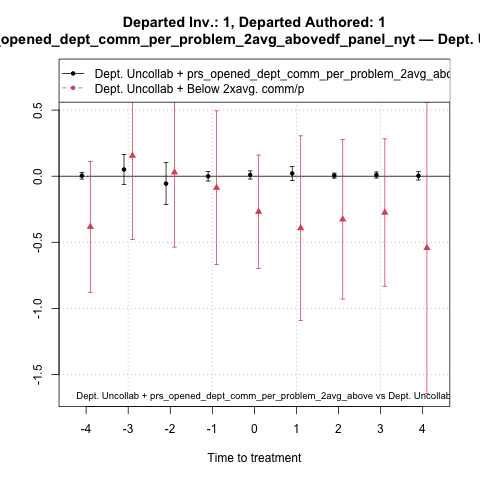 Departed Inv.: 1, Departed Authored: 1
_opened_dept_comm_per_problem_2avg_abovedf_panel_nyt — Dept. U
Dept. Uncollab + prs_opened_dept_comm_per_problem_2avg_abo
Dept. Uncollab + Below 2xavg. comm/p
0.5
0.0
-0.5
-1.0
-1.5
Dept. Uncollab + prs_opened_dept_comm_per_problem_2avg_above vs Dept. Uncollab
-4 -3 -2 -1 0 1 2 3 4
Time to treatment